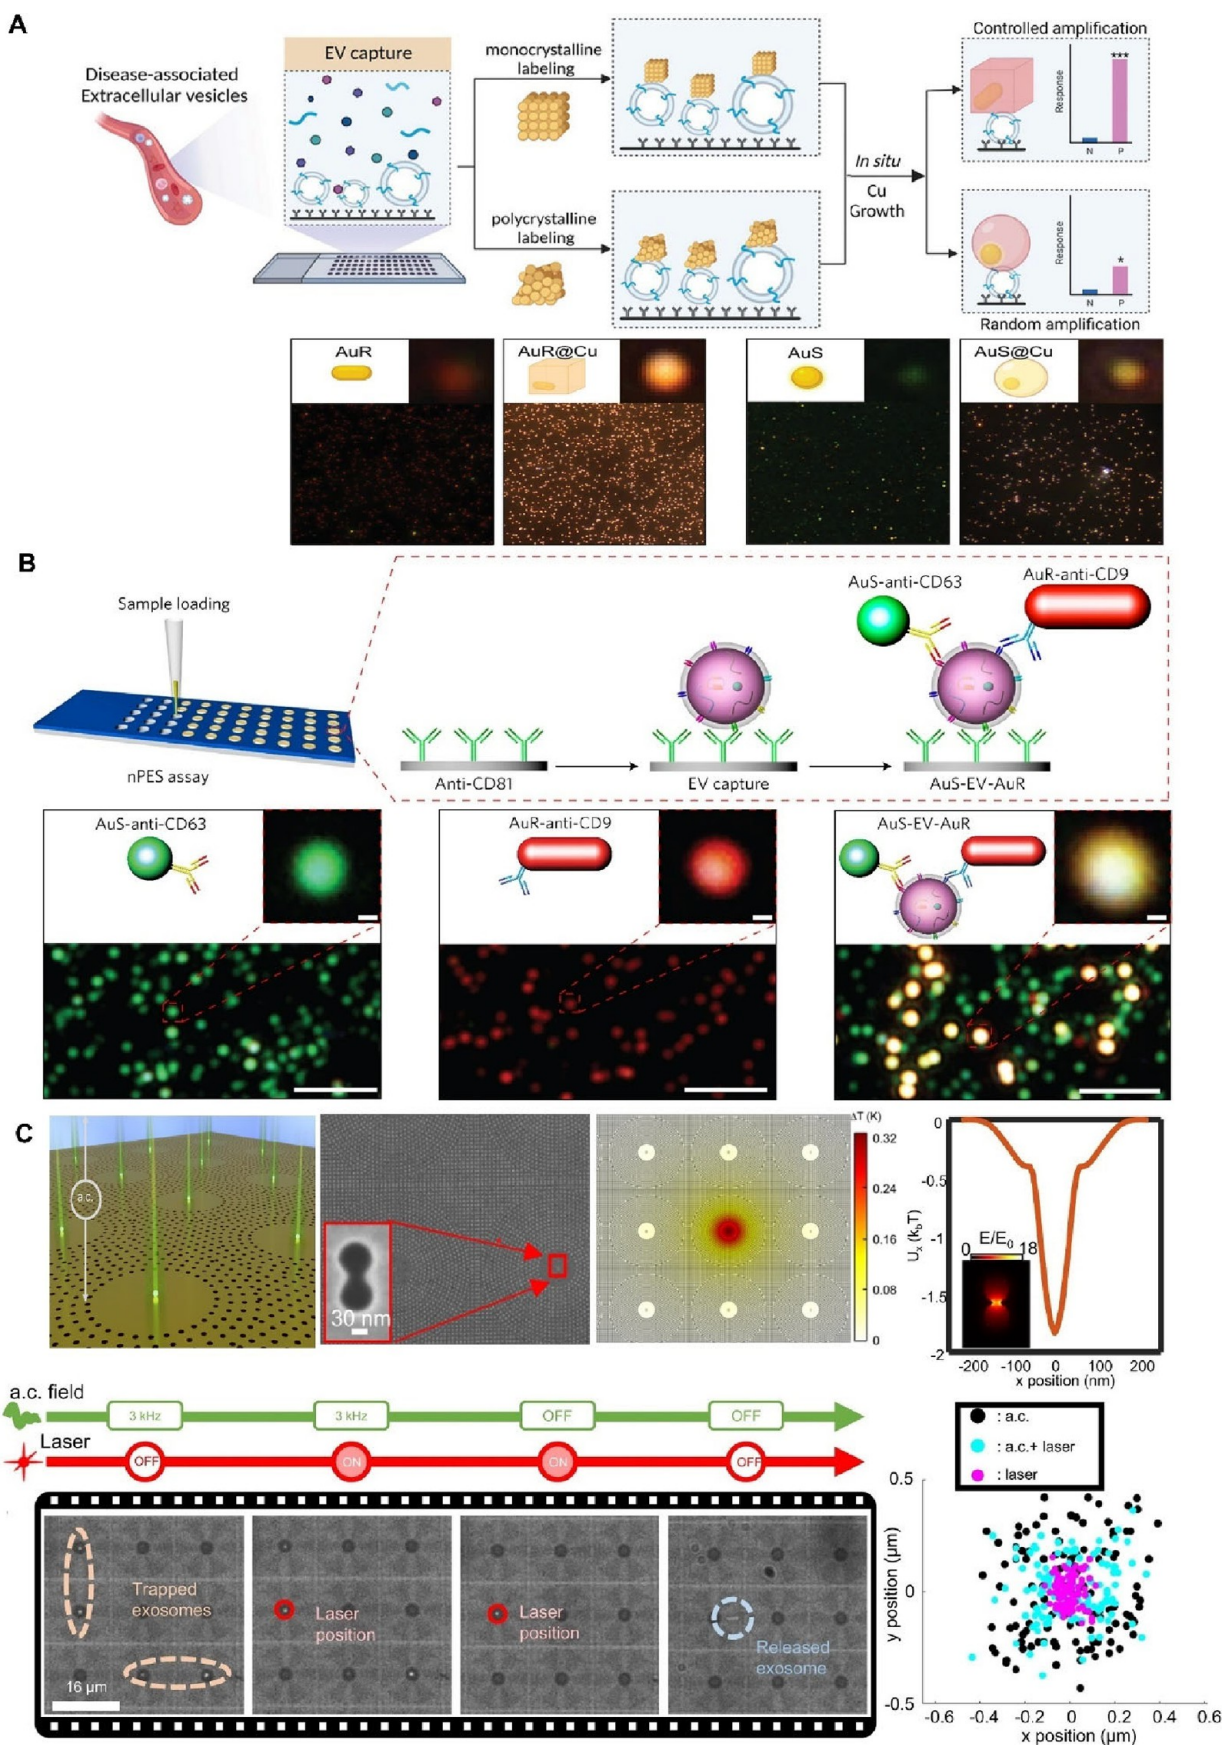 A
Disease-associated
Extracellular vesicles
EV capture
monocrystalline
labeling
polycrystalline
labeling
In situ
Cu
Growth
Controlled amplification
Response
***
N
P
Response
*
N
P
Random amplification
AuR
AuR@Cu
AuS
AuS@Cu
B
Sample loading
nPES assay
Anti-CD81
EV capture
AuS-EV-AuR
AuS-anti-CD63
AuR-anti-CD9
AuS-anti-CD63
AuR-anti-CD9
AuS-EV-AuR
C
a.c.
30 nm
ΔT (K)
0.32
0.24
0.16
0.08
0
0
-0.5
-1
-1.5
-2
Uₓ (k_bT)
E/E₀
0
18
-200 -100 0 100 200
x position (nm)
a.c. field
3 kHz
3 kHz
OFF
OFF
Laser
OFF
ON
ON
OFF
Trapped
exosomes
16 μm
Laser
position
Laser
position
Released
exosome
: a.c.
: a.c.+ laser
: laser
0.5
0
-0.5
y position (μm)
-0.6 -0.4 -0.2 0 0.2 0.4 0.6
x position (μm)